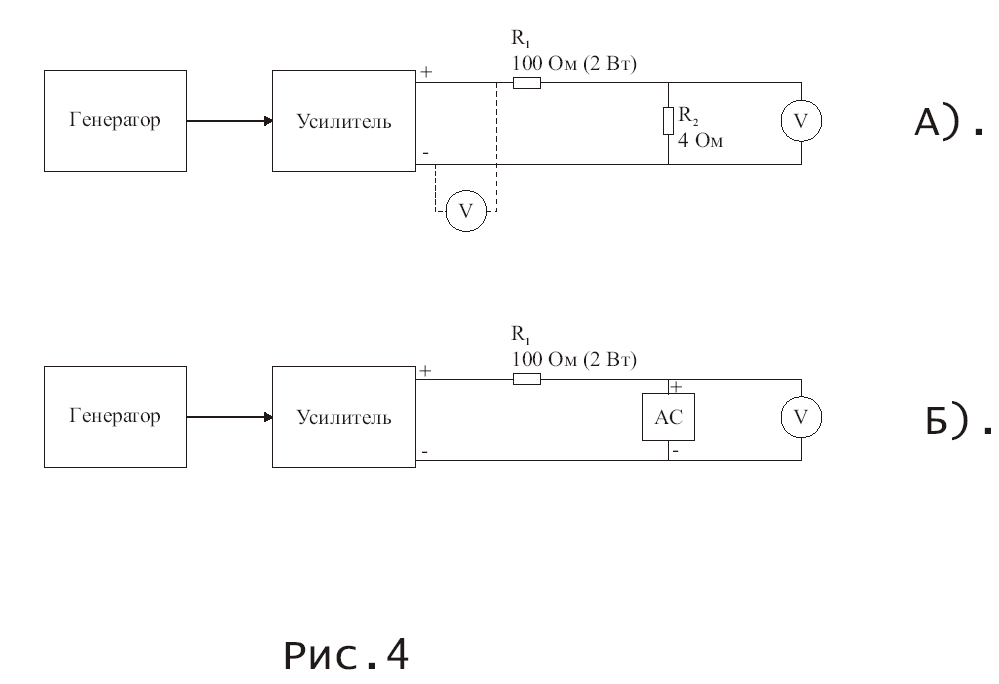 R₁
100 Ом (2 Вт)
+
Генератор
Усилитель
R₂
4 Ом
V
А).
-
V
R₁
100 Ом (2 Вт)
+
+
Генератор
Усилитель
АС
V
Б).
-
-
Рис.4